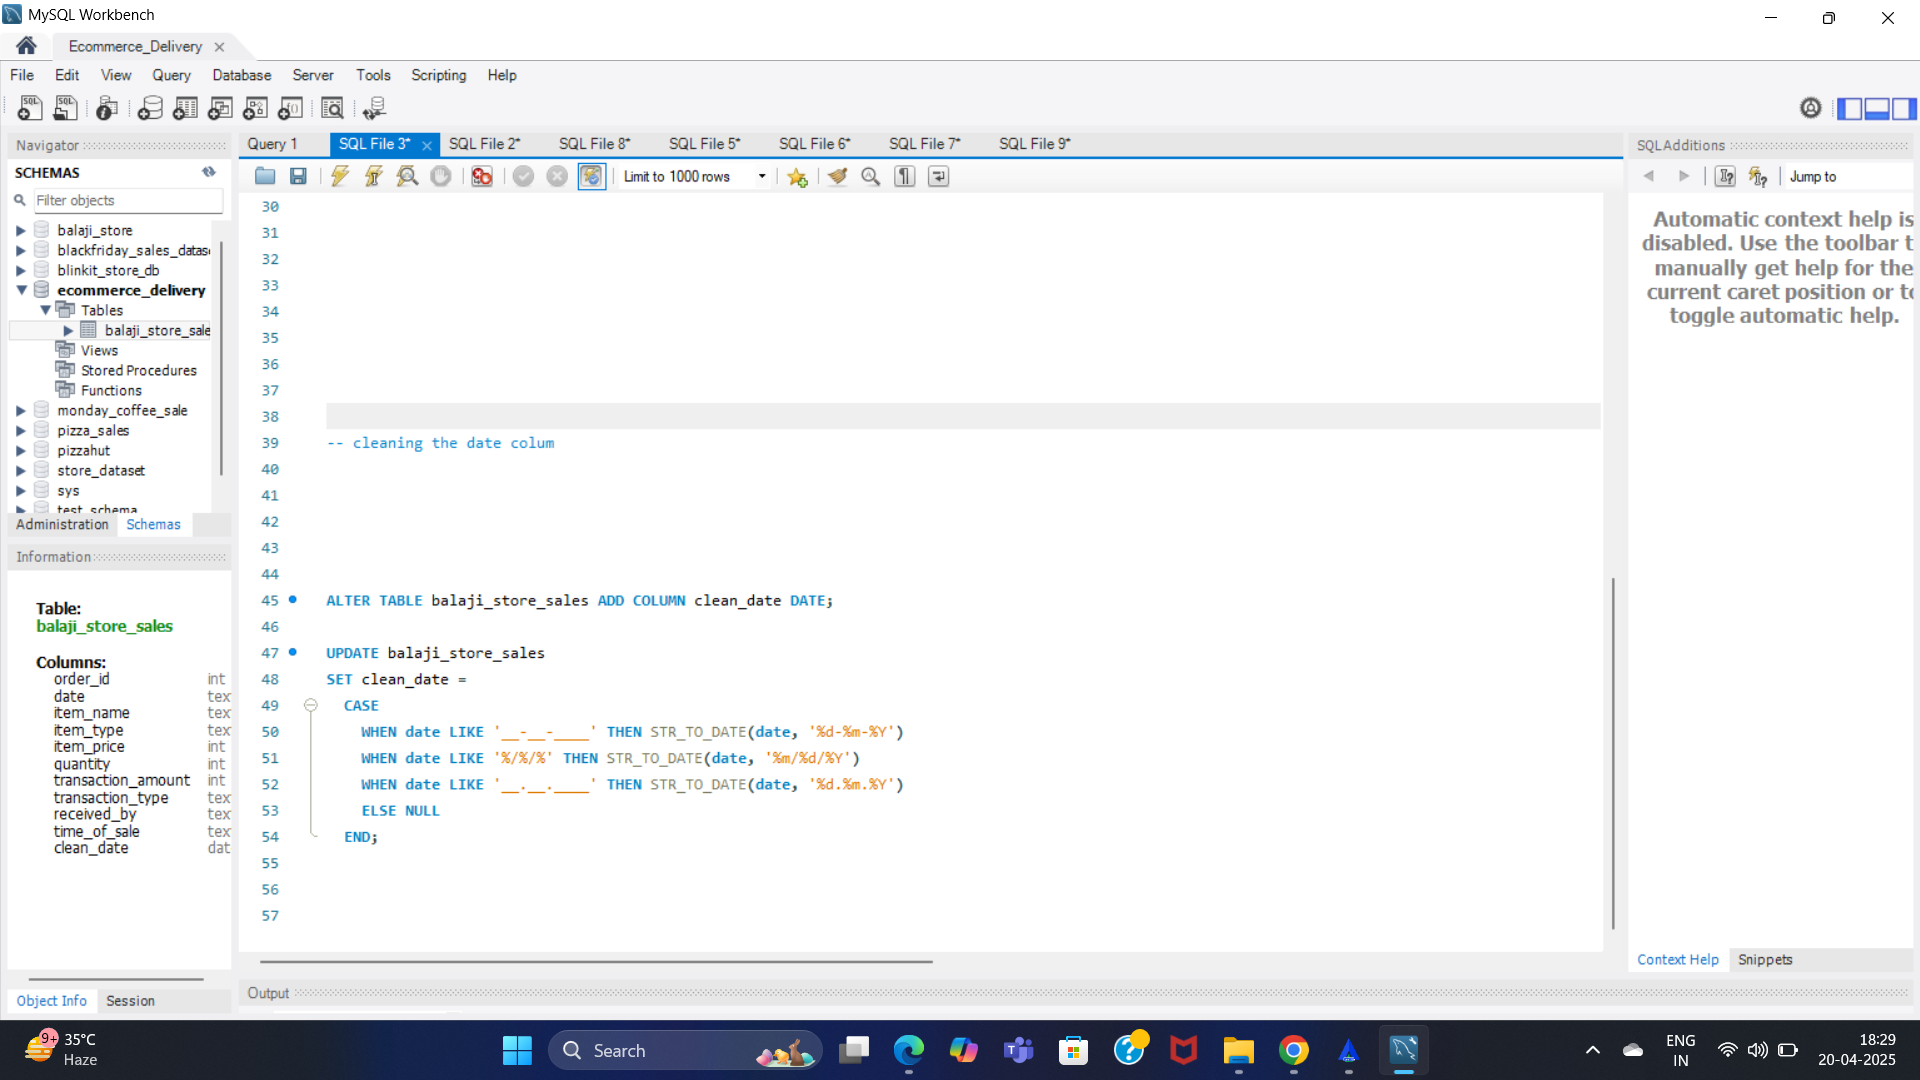 MySQL Workbench
Ecommerce_Delivery
File Edit View Query Database Server Tools Scripting Help
Navigator
SCHEMAS
Filter objects
balaji_store
blackfriday_sales_datas
blinkit_store_db
ecommerce_delivery
Tables
balaji_store_sale
Views
Stored Procedures
Functions
monday_coffee_sale
pizza_sales
pizzahut
store_dataset
sys
test_schema
Administration Schemas
Information
Table:
balaji_store_sales
Columns:
order_id int
date tex
item_name tex
item_type tex
item_price int
quantity int
transaction_amount int
transaction_type tex
received_by tex
time_of_sale tex
clean_date dat
Object Info Session
Query 1 SQL File 3* SQL File 2* SQL File 8* SQL File 5* SQL File 6* SQL File 7* SQL File 9*
Limit to 1000 rows
30
31
32
33
34
35
36
37
38
39 -- cleaning the date colum
40
41
42
43
44
45 ALTER TABLE balaji_store_sales ADD COLUMN clean_date DATE;
46
47 UPDATE balaji_store_sales
48 SET clean_date =
49 CASE
50 WHEN date LIKE '__-__-____' THEN STR_TO_DATE(date, '%d-%m-%Y')
51 WHEN date LIKE '%/%/%' THEN STR_TO_DATE(date, '%m/%d/%Y')
52 WHEN date LIKE '__.__.____' THEN STR_TO_DATE(date, '%d.%m.%Y')
53 ELSE NULL
54 END;
55
56
57
Output
SQLAdditions
Jump to
Automatic context help is
disabled. Use the toolbar t
manually get help for the
current caret position or to
toggle automatic help.
Context Help Snippets
9+
35°C
Haze
Search
ENG
IN
18:29
20-04-2025